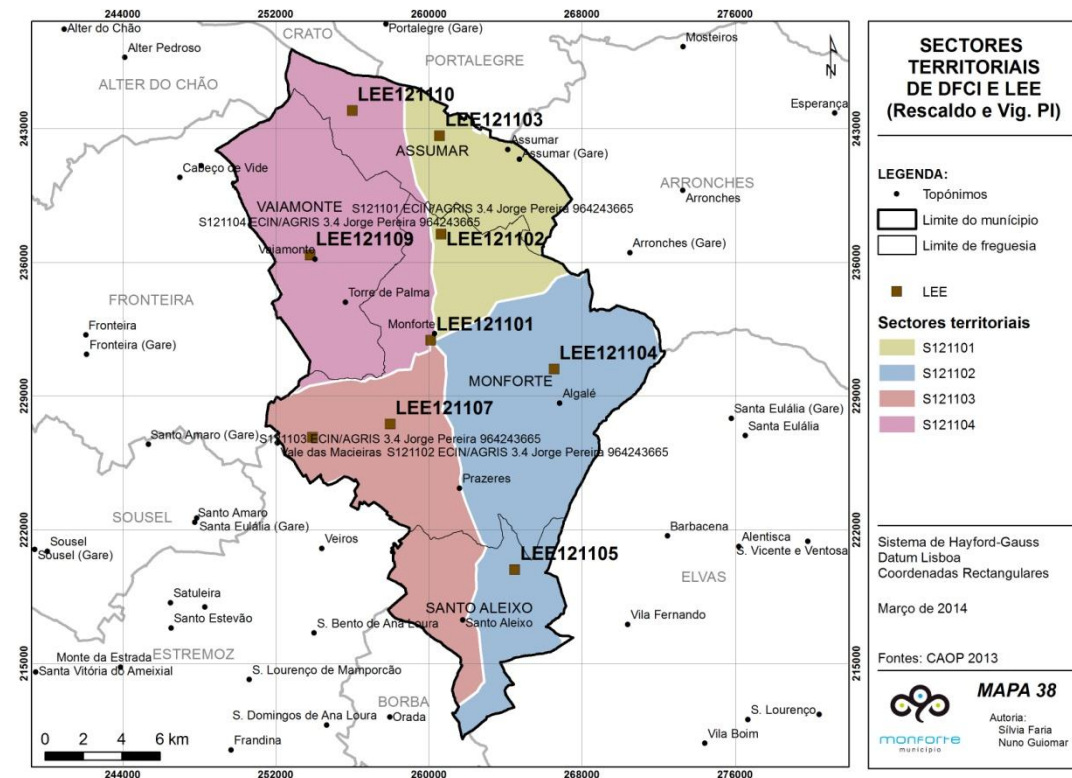 244000
252000
260000
268000
276000
Alter do Chão
Portalegre (Gare)
CRATO
Mosteiros
Alter Pedroso
PORTALEGRE
ALTER DO CHÃO
N
LEE121110
Esperança
243000
LEE121103
243000
Assumar
ASSUMAR
Assumar (Gare)
Cabeço de Vide
ARRONCHES
Arronches
VAIAMONTE
S121101 ECIN/AGRIS 3.4 Jorge Pereira 964243665
S121104 ECIN/AGRIS 3.4 Jorge Pereira 964243665
LEE121109
LEE121102
Vaiamonte
Arronches (Gare)
236000
236000
FRONTEIRA
Torre de Palma
Fronteira
Monforte
LEE121101
Fronteira (Gare)
LEE121104
MONFORTE
229000
Algalé
229000
LEE121107
Santa Eulália (Gare)
Santa Eulália
Santo Amaro (Gare)
S121103 ECIN/AGRIS 3.4 Jorge Pereira 964243665
Vale das Macieiras
S121102 ECIN/AGRIS 3.4 Jorge Pereira 964243665
Prazeres
SOUSEL
Santo Amaro
Santa Eulália (Gare)
222000
222000
Barbacena
Sousel
Sousel (Gare)
Veiros
Alentisca
S. Vicente e Ventosa
LEE121105
ELVAS
Satuleira
Santo Estevão
SANTO ALEIXO
Santo Aleixo
S. Bento de Ana Loura
Vila Fernando
ESTREMOZ
Monte da Estrada
Santa Vitória do Ameixial
215000
215000
S. Lourenço de Mamporcão
BORBA
S. Domingos de Ana Loura
Orada
S. Lourenço
Frandina
Vila Boim
0 2 4 6 km
244000
252000
260000
268000
276000
SECTORES
TERRITORIAIS
DE DFCI E LEE
(Rescaldo e Vig. PI)
LEGENDA:
Topónimos
Limite do munícipio
Limite de freguesia
LEE
Sectores territoriais
S121101
S121102
S121103
S121104
Sistema de Hayford-Gauss
Datum Lisboa
Coordenadas Rectangulares
Março de 2014
Fontes: CAOP 2013
MAPA 38
Autoria:
Sílvia Faria
Nuno Guiomar
monforte
município